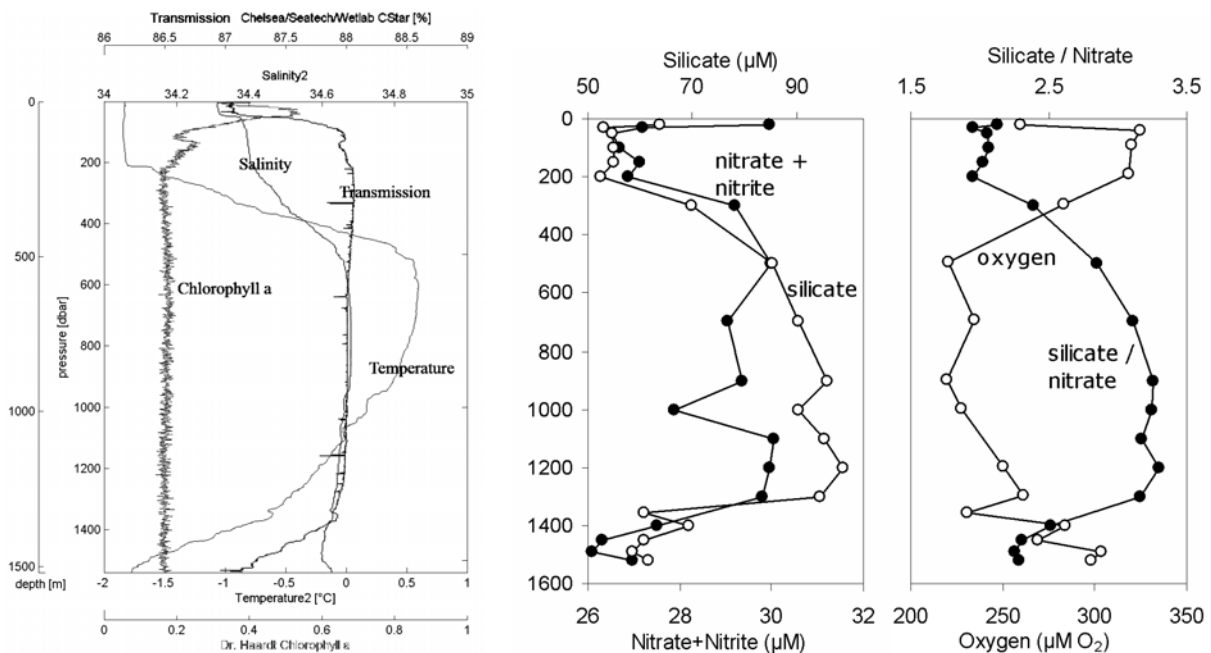 Transmission Chelsea/Seatech/Wetlab CStar [%]
86 86.5 87 87.5 88 88.5 89
Salinity2
34 34.2 34.4 34.6 34.8 35
0
500
1000
1500
depth [m]
pressure [dbar]
0
200
400
600
800
1000
1200
1400
Salinity
Transmission
Chlorophyll a
Temperature
-2 -1.5 -1 -0.5 0 0.5 1
Temperature2 [°C]
0 0.2 0.4 0.6 0.8 1
Dr. Haardt Chlorophyll a
Silicate (µM)
50 70 90
0
200
400
600
800
1000
1200
1400
1600
nitrate +
nitrite
silicate
26 28 30 32
Nitrate+Nitrite (µM)
Silicate / Nitrate
1.5 2.5 3.5
oxygen
silicate /
nitrate
200 250 300 350
Oxygen (µM O₂)